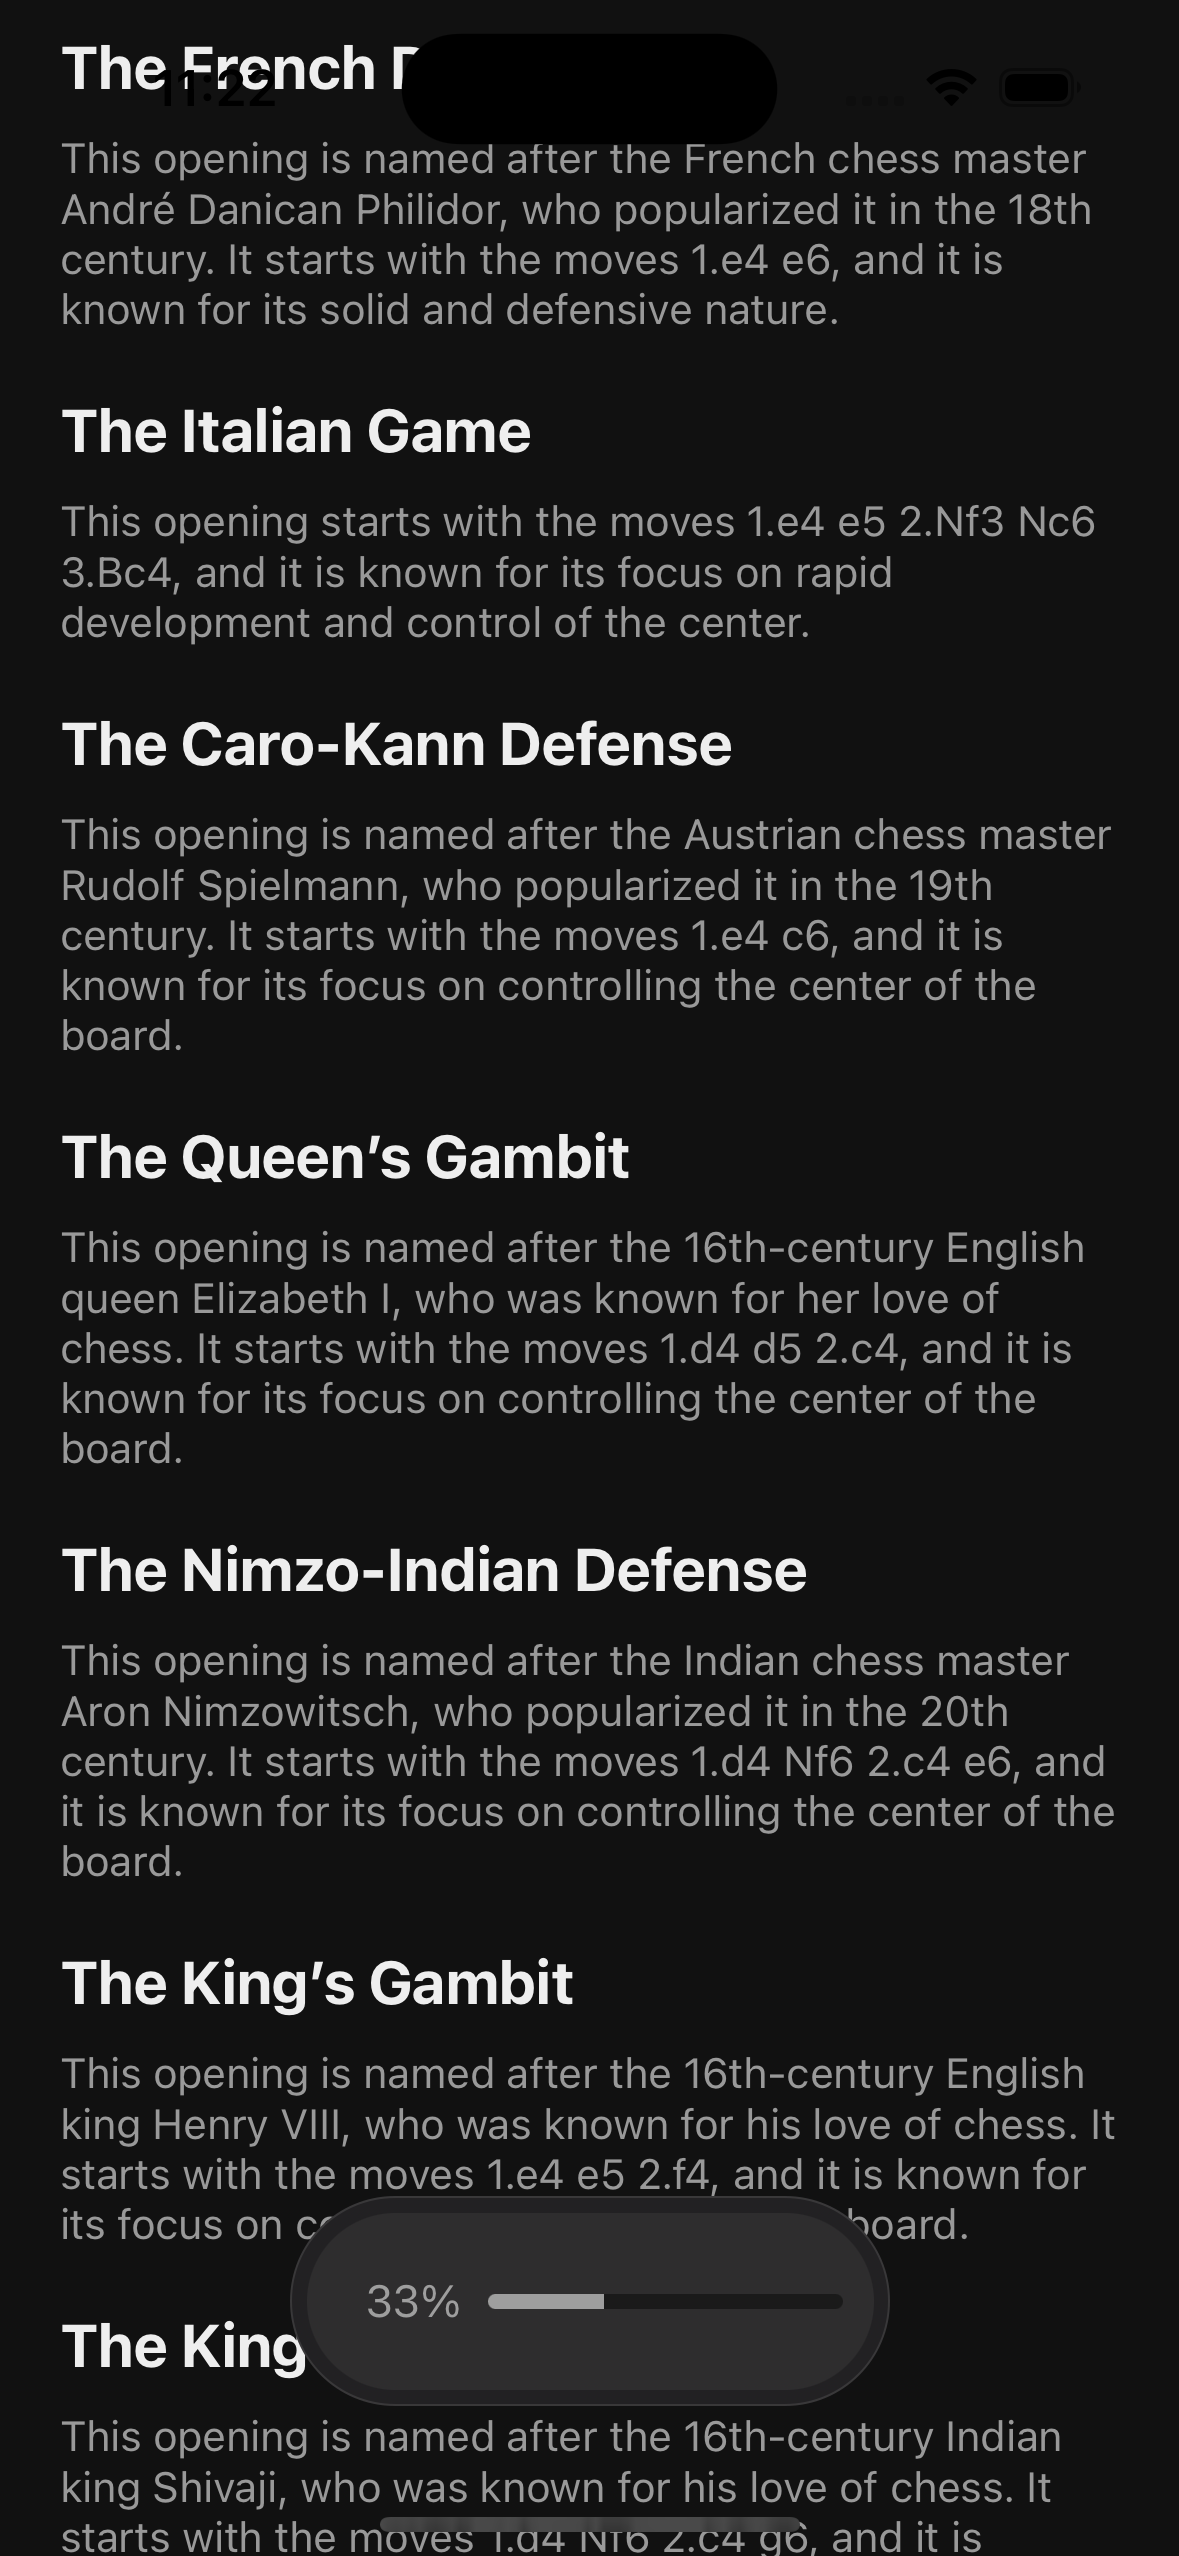 The French
11:22
This opening is named after the French chess master
André Danican Philidor, who popularized it in the 18th
century. It starts with the moves 1.e4 e6, and it is
known for its solid and defensive nature.
The Italian Game
This opening starts with the moves 1.e4 e5 2.Nf3 Nc6
3.Bc4, and it is known for its focus on rapid
development and control of the center.
The Caro-Kann Defense
This opening is named after the Austrian chess master
Rudolf Spielmann, who popularized it in the 19th
century. It starts with the moves 1.e4 c6, and it is
known for its focus on controlling the center of the
board.
The Queen’s Gambit
This opening is named after the 16th-century English
queen Elizabeth I, who was known for her love of
chess. It starts with the moves 1.d4 d5 2.c4, and it is
known for its focus on controlling the center of the
board.
The Nimzo-Indian Defense
This opening is named after the Indian chess master
Aron Nimzowitsch, who popularized it in the 20th
century. It starts with the moves 1.d4 Nf6 2.c4 e6, and
it is known for its focus on controlling the center of the
board.
The King’s Gambit
This opening is named after the 16th-century English
king Henry VIII, who was known for his love of chess. It
starts with the moves 1.e4 e5 2.f4, and it is known for
its focus on board.
33%
The King
This opening is named after the 16th-century Indian
king Shivaji, who was known for his love of chess. It
starts with the moves 1.d4 Nf6 2.c4 g6, and it is